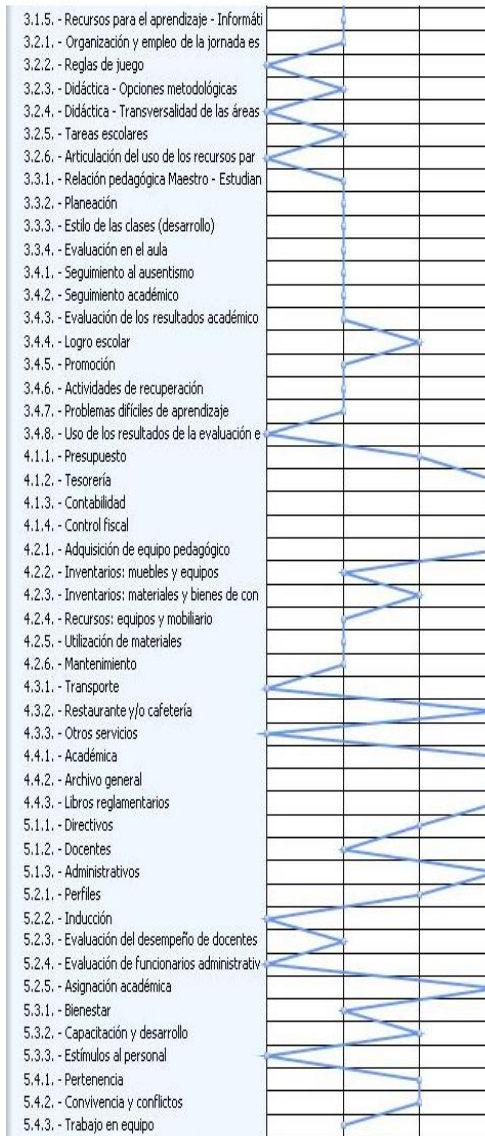 3.1.5. - Recursos para el aprendizaje - Informáti
3.2.1. - Organización y empleo de la jornada es
3.2.2. - Reglas de juego
3.2.3. - Didáctica - Opciones metodológicas
3.2.4. - Didáctica - Transversalidad de las áreas
3.2.5. - Tareas escolares
3.2.6. - Articulación del uso de los recursos par
3.3.1. - Relación pedagógica Maestro - Estudian
3.3.2. - Planeación
3.3.3. - Estilo de las clases (desarrollo)
3.3.4. - Evaluación en el aula
3.4.1. - Seguimiento al ausentismo
3.4.2. - Seguimiento académico
3.4.3. - Evaluación de los resultados académico
3.4.4. - Logro escolar
3.4.5. - Promoción
3.4.6. - Actividades de recuperación
3.4.7. - Problemas difíciles de aprendizaje
3.4.8. - Uso de los resultados de la evaluación e
4.1.1. - Presupuesto
4.1.2. - Tesorería
4.1.3. - Contabilidad
4.1.4. - Control fiscal
4.2.1. - Adquisición de equipo pedagógico
4.2.2. - Inventarios: muebles y equipos
4.2.3. - Inventarios: materiales y bienes de con
4.2.4. - Recursos: equipos y mobiliario
4.2.5. - Utilización de materiales
4.2.6. - Mantenimiento
4.3.1. - Transporte
4.3.2. - Restaurante y/o cafetería
4.3.3. - Otros servicios
4.4.1. - Académica
4.4.2. - Archivo general
4.4.3. - Libros reglamentarios
5.1.1. - Directivos
5.1.2. - Docentes
5.1.3. - Administrativos
5.2.1. - Perfiles
5.2.2. - Inducción
5.2.3. - Evaluación del desempeño de docentes
5.2.4. - Evaluación de funcionarios administrativ
5.2.5. - Asignación académica
5.3.1. - Bienestar
5.3.2. - Capacitación y desarrollo
5.3.3. - Estímulos al personal
5.4.1. - Pertenencia
5.4.2. - Convivencia y conflictos
5.4.3. - Trabajo en equipo